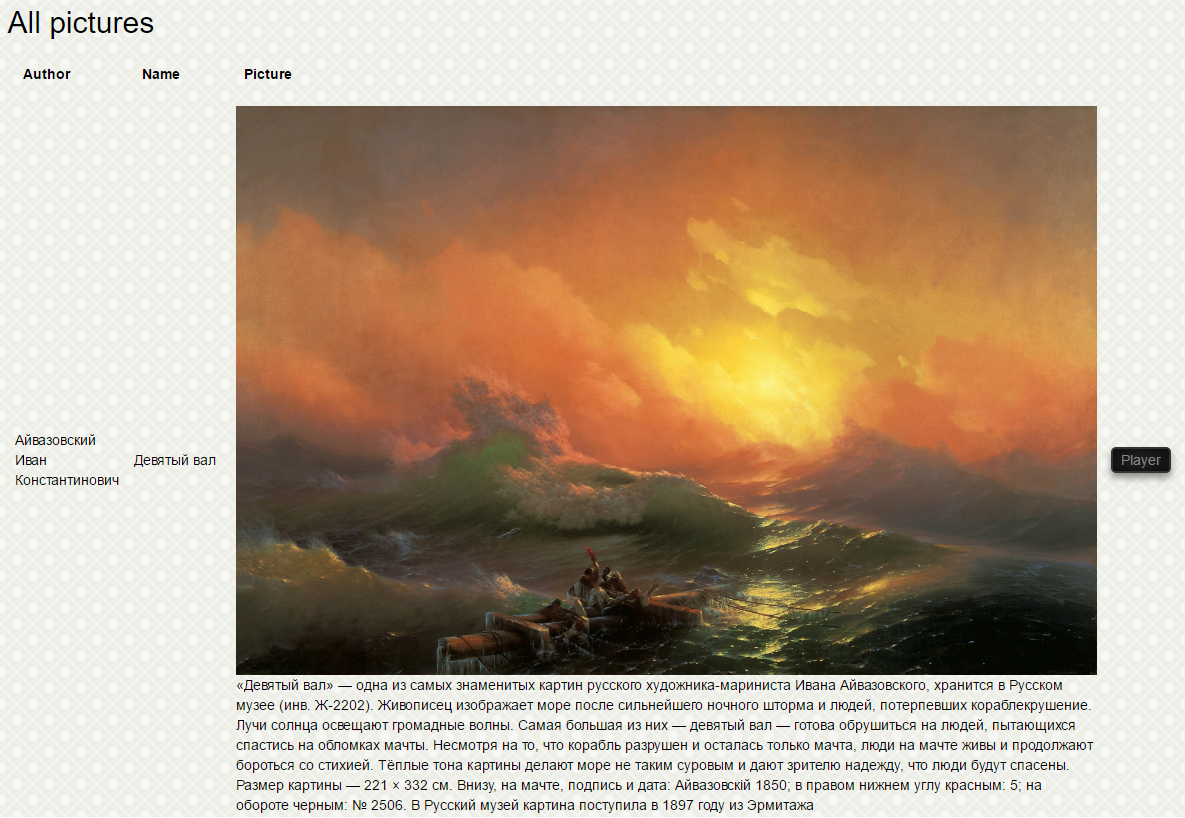 All pictures
Author Name Picture
Айвазовский
Иван
Константинович
Девятый вал
Player
«Девятый вал» — одна из самых знаменитых картин русского художника-мариниста Ивана Айвазовского, хранится в Русском
музее (инв. Ж-2202). Живописец изображает море после сильнейшего ночного шторма и людей, потерпевших кораблекрушение.
Лучи солнца освещают громадные волны. Самая большая из них — девятый вал — готова обрушиться на людей, пытающихся
спастись на обломках мачты. Несмотря на то, что корабль разрушен и осталась только мачта, люди на мачте живы и продолжают
бороться со стихией. Тёплые тона картины делают море не таким суровым и дают зрителю надежду, что люди будут спасены.
Размер картины — 221 × 332 см. Внизу, на мачте, подпись и дата: Айвазовскій 1850; в правом нижнем углу красным: 5; на
обороте черным: № 2506. В Русский музей картина поступила в 1897 году из Эрмитажа